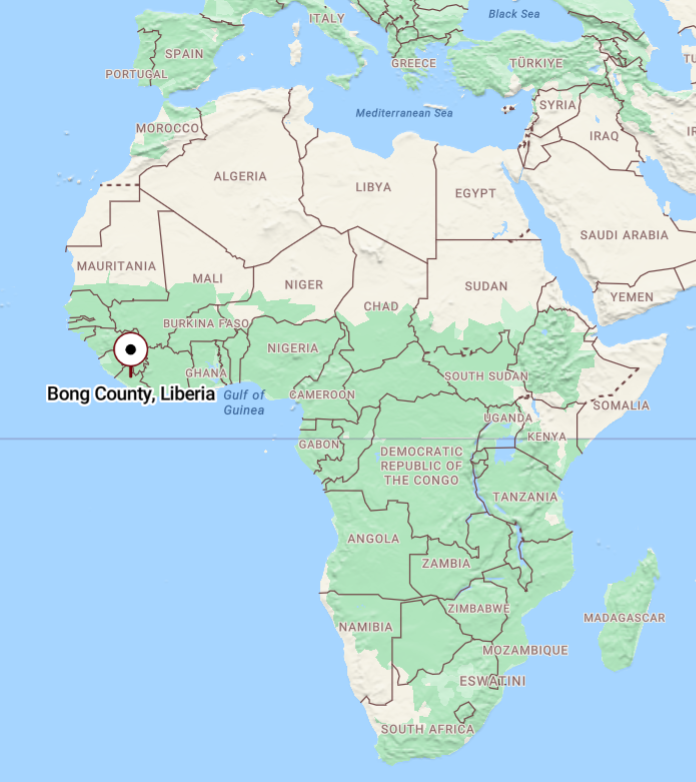 ITALY
Black Sea
SPAIN
PORTUGAL
GREECE
TÜRKIYE
TU
SYRIA
Mediterranean Sea
MOROCCO
IRAQ
IR
ALGERIA
LIBYA
EGYPT
SAUDI ARABIA
MAURITANIA
MALI
NIGER
CHAD
SUDAN
YEMEN
BURKINA FASO
NIGERIA
GHANA
SOUTH SUDAN
Bong County, Liberia
Gulf of
Guinea
CAMEROON
SOMALIA
UGANDA
KENYA
GABON
DEMOCRATIC
REPUBLIC OF
THE CONGO
TANZANIA
ANGOLA
ZAMBIA
ZIMBABWE
MADAGASCAR
NAMIBIA
MOZAMBIQUE
ESWATINI
SOUTH AFRICA